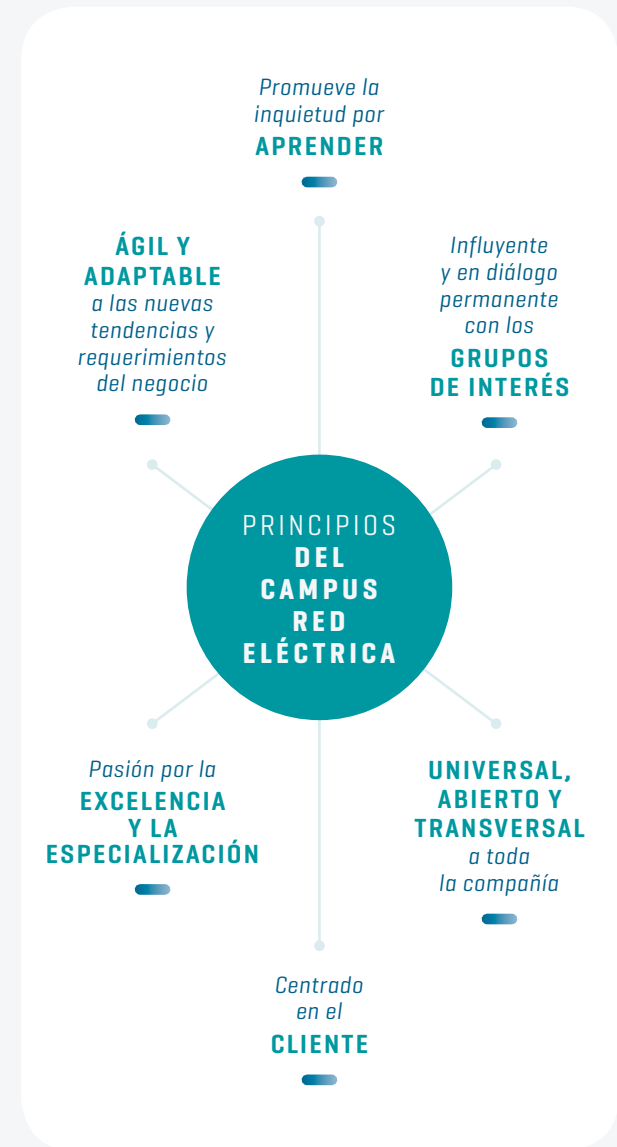 Promueve la
inquietud por
APRENDER
ÁGIL Y
ADAPTABLE
a las nuevas
tendencias y
requerimientos
del negocio
Influyente
y en diálogo
permanente
con los
GRUPOS
DE INTERÉS
PRINCIPIOS
DEL
CAMPUS
RED
ELÉCTRICA
Pasión por la
EXCELENCIA
Y LA
ESPECIALIZACIÓN
UNIVERSAL,
ABIERTO Y
TRANSVERSAL
a toda
la compañía
Centrado
en el
CLIENTE